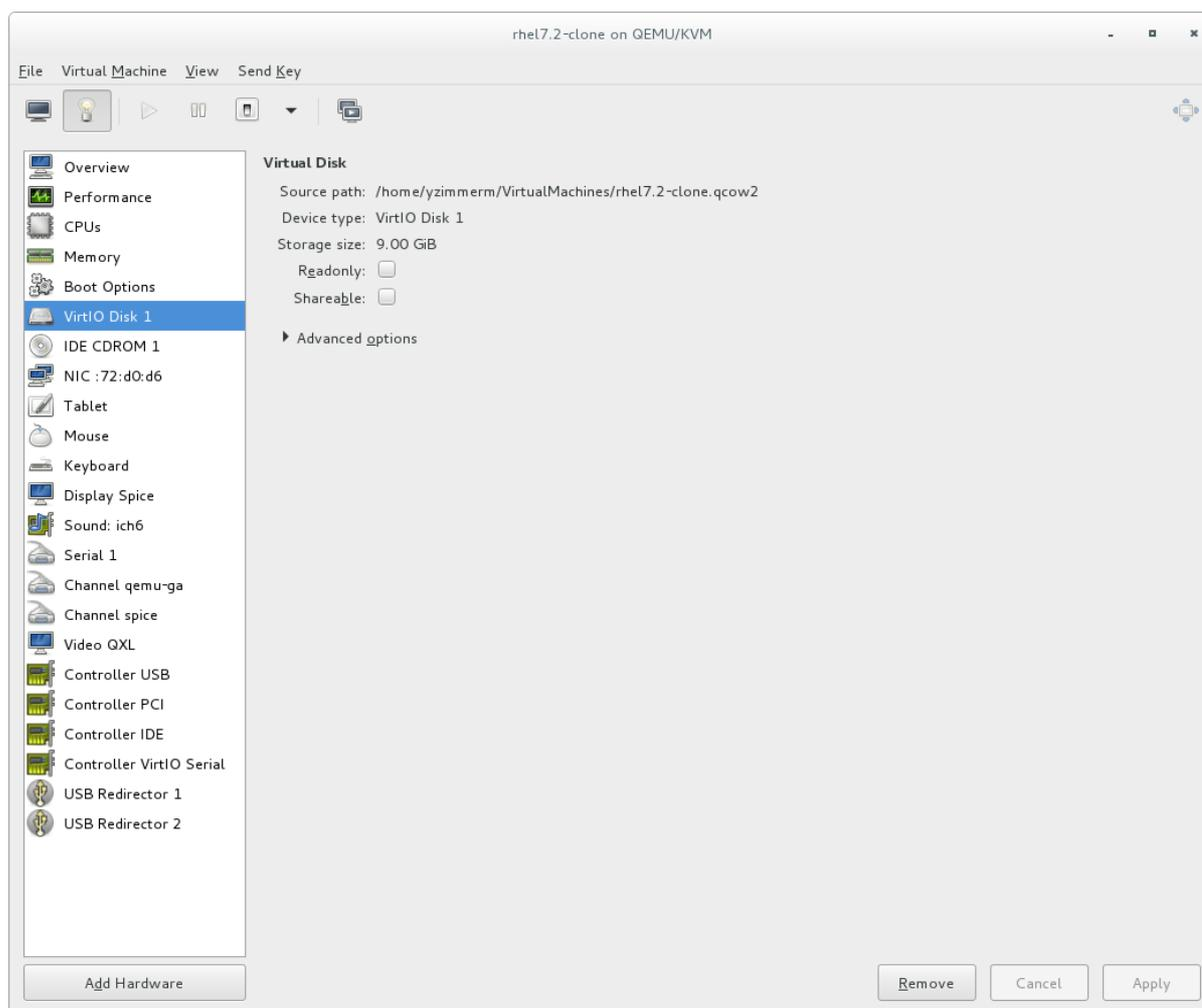 rhel7.2-clone on QEMU/KVM
File Virtual Machine View Send Key
Overview
Performance
CPUs
Memory
Boot Options
VirtIO Disk 1
IDE CDROM 1
NIC :72:d0:d6
Tablet
Mouse
Keyboard
Display Spice
Sound: ich6
Serial 1
Channel qemu-ga
Channel spice
Video QXL
Controller USB
Controller PCI
Controller IDE
Controller VirtIO Serial
USB Redirector 1
USB Redirector 2
Add Hardware
Virtual Disk
Source path: /home/yzimmerm/VirtualMachines/rhel7.2-clone.qcow2
Device type: VirtIO Disk 1
Storage size: 9.00 GiB
Readonly:
Shareable:
Advanced options
Remove Cancel Apply